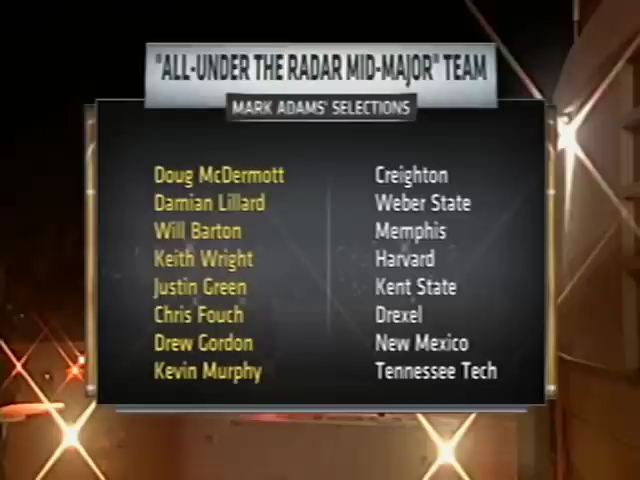 "ALL-UNDER THE RADAR MID-MAJOR" TEAM
MARK ADAMS' SELECTIONS
Doug McDermott Creighton
Damian Lillard Weber State
Will Barton Memphis
Keith Wright Harvard
Justin Green Kent State
Chris Fouch Drexel
Drew Gordon New Mexico
Kevin Murphy Tennessee Tech